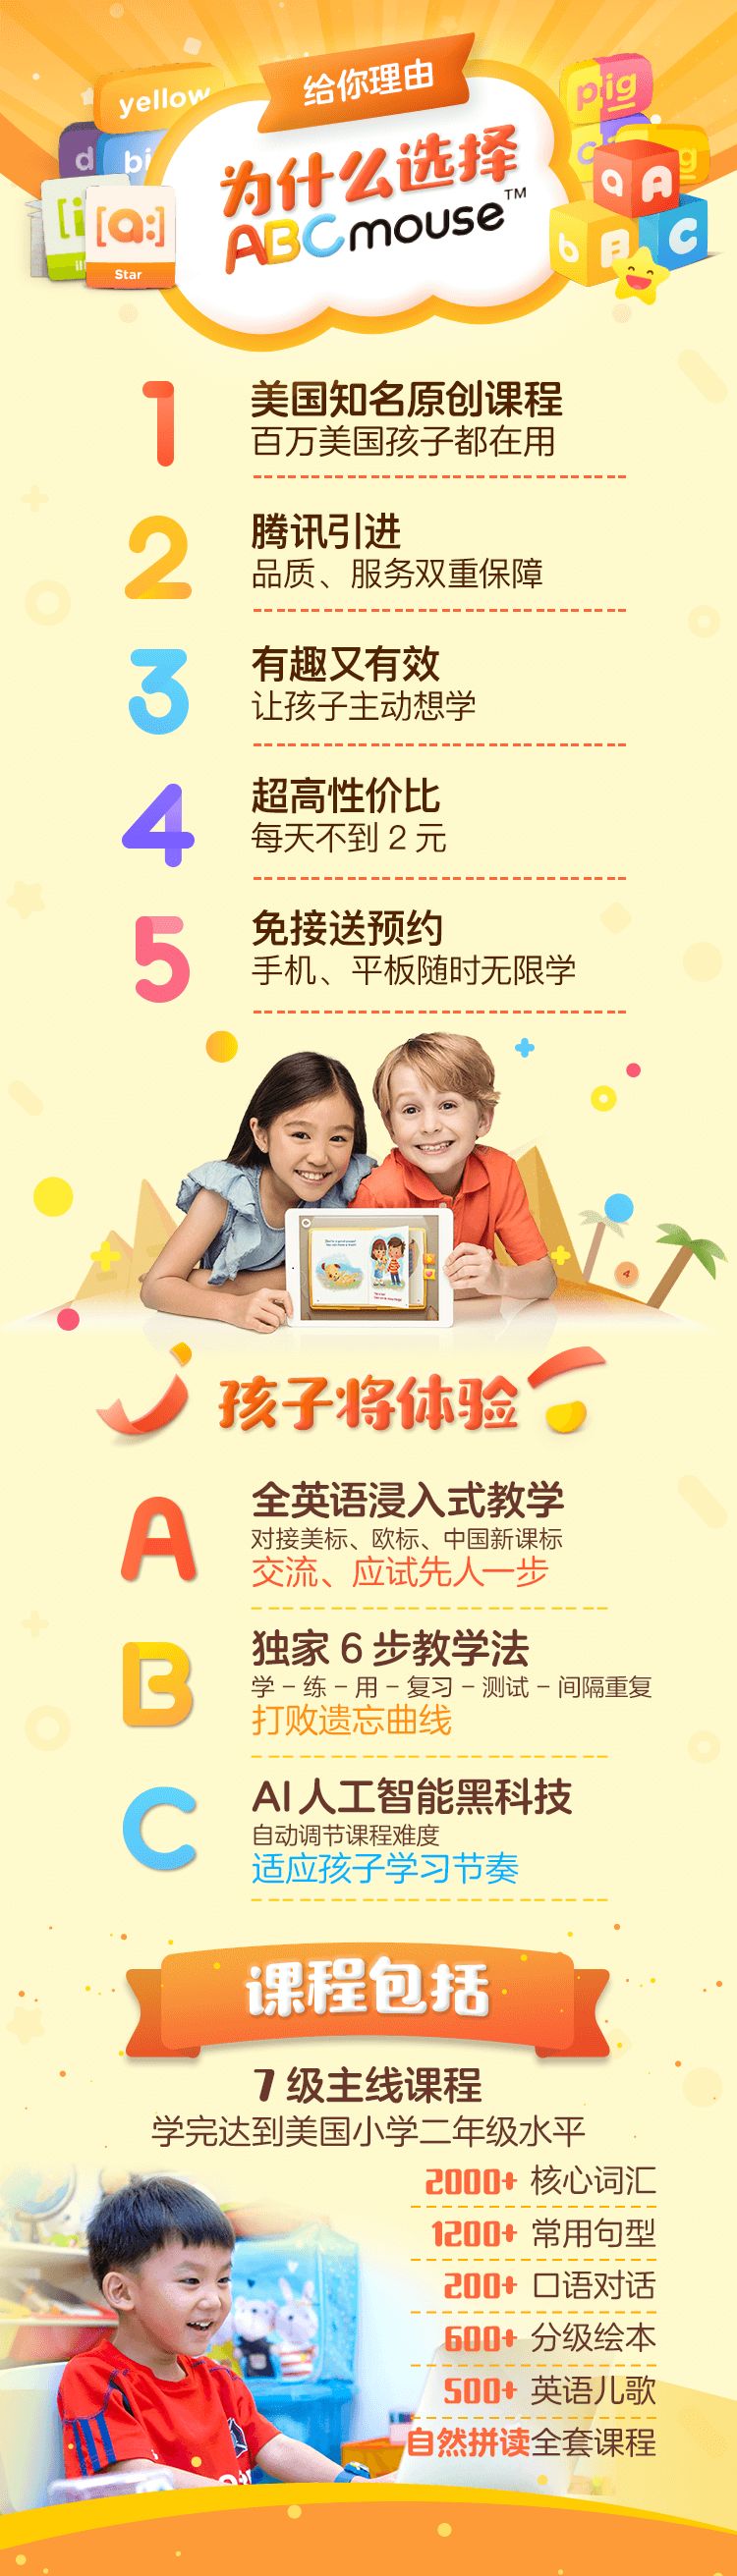 给你理由
为什么选择
ABCmouse™
yellow
d
bi
[i
[a:]
Star
pig
a A
b B C
1
美国知名原创课程
百万美国孩子都在用
2
腾讯引进
品质、服务双重保障
3
有趣又有效
让孩子主动想学
4
超高性价比
每天不到 2 元
5
免接送预约
手机、平板随时无限学
4
孩子将体验
A
全英语浸入式教学
对接美标、欧标、中国新课标
交流、应试先人一步
B
独家 6 步教学法
学 – 练 – 用 – 复习 – 测试 – 间隔重复
打败遗忘曲线
C
AI 人工智能黑科技
自动调节课程难度
适应孩子学习节奏
课程包括
7 级主线课程
学完达到美国小学二年级水平
2000+ 核心词汇
1200+ 常用句型
200+ 口语对话
600+ 分级绘本
500+ 英语儿歌
自然拼读全套课程